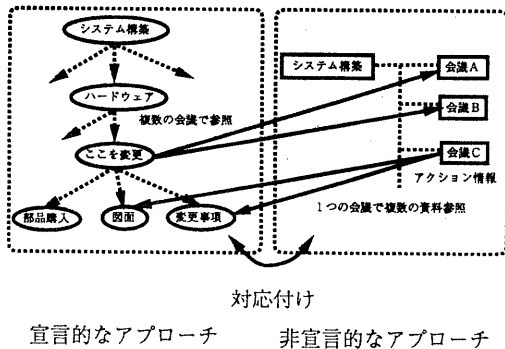 システム構築
ハードウェア
複数の会議で参照
ここを変更
部品購入
図面
変更事項
システム構築
会議A
会議B
会議C
アクション情報
1つの会議で複数の資料参照
対応付け
宣言的なアプローチ
非宣言的なアプローチ